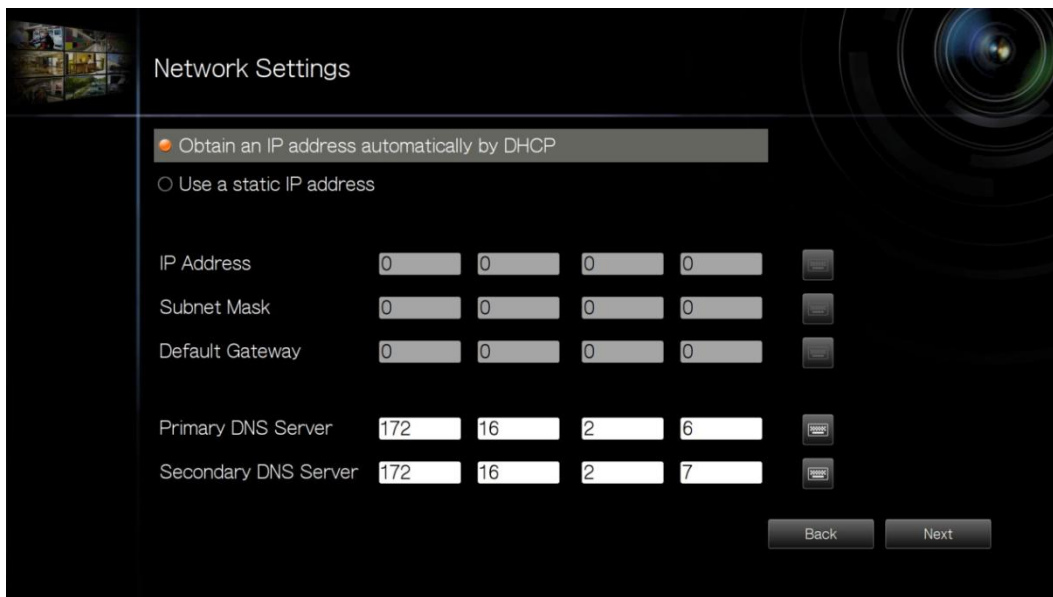 Network Settings
Obtain an IP address automatically by DHCP
Use a static IP address
IP Address 0 0 0 0
Subnet Mask 0 0 0 0
Default Gateway 0 0 0 0
Primary DNS Server 172 16 2 6
Secondary DNS Server 172 16 2 7
Back Next